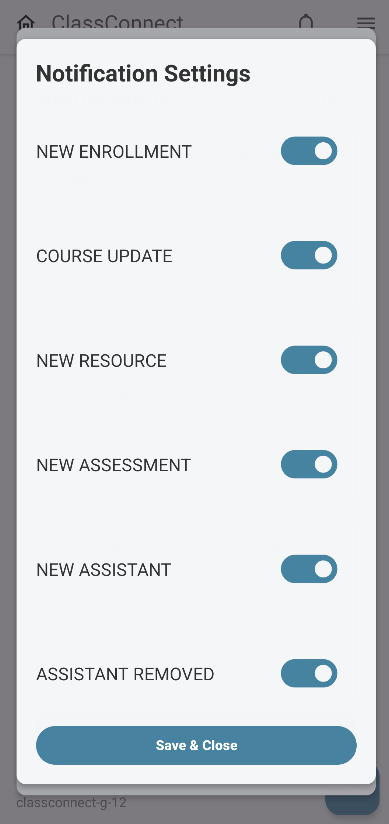 ClassConnect
Notification Settings
NEW ENROLLMENT
COURSE UPDATE
NEW RESOURCE
NEW ASSESSMENT
NEW ASSISTANT
ASSISTANT REMOVED
Save & Close
classconnect-g-12